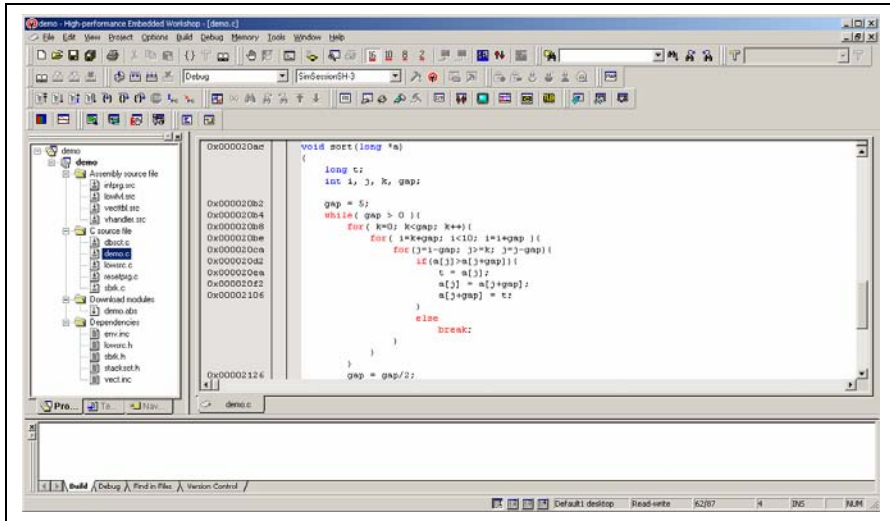 demo - High-performance Embedded Workshop - [demo.c]
File Edit View Project Options Build Debug Memory Tools Window Help
Debug
SimSessionSH-3
demo
demo
Assembly source file
intprg.src
lowlvl.src
vecttbl.src
vhandler.src
C source file
dbsct.c
demo.c
lowsrc.c
resetprg.c
sbrk.c
Download modules
demo.abs
Dependencies
env.inc
lowsrc.h
sbrk.h
stacksct.h
vect.inc
Pro... Te... Nav...
0x000020ac void sort(long *a)
{
long t;
int i, j, k, gap;
0x000020b2 gap = 5;
0x000020b4 while( gap > 0 ){
0x000020b8 for( k=0; k<gap; k++){
0x000020be for( i=k+gap; i<10; i=i+gap ){
0x000020ca for(j=i-gap; j>=k; j=j-gap){
0x000020d2 if(a[j]>a[j+gap]){
0x000020ea t = a[j];
0x000020f2 a[j] = a[j+gap];
0x00002106 a[j+gap] = t;
}
else
break;
}
}
}
0x00002126 gap = gap/2;
demo.c
Build Debug Find in Files Version Control
Default1 desktop Read-write 62/87 4 INS NUM